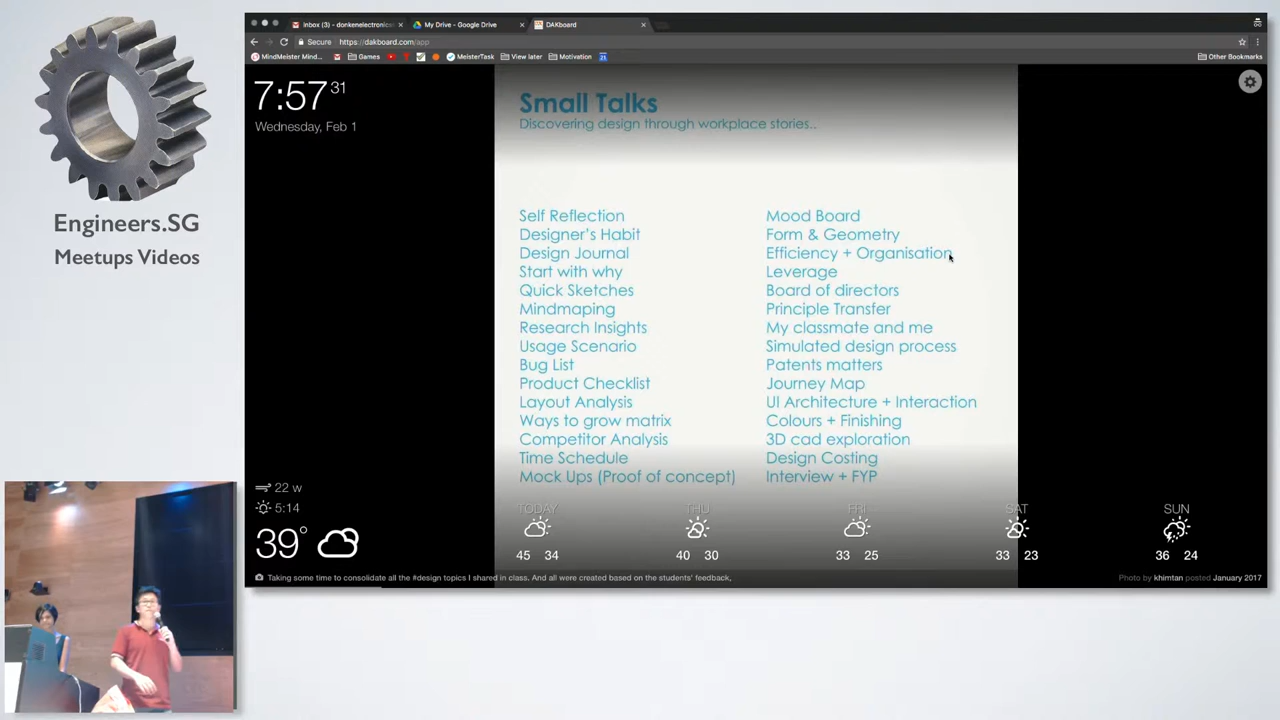 Engineers.SG
Meetups Videos
Inbox (3) - donkenelectronics
My Drive - Google Drive
DAKboard
Secure
https://dakboard.com/app
MindMeister Mind...
Games
MeisterTask
View later
Motivation
Other Bookmarks
7:57 31
Wednesday, Feb 1
Small Talks
Discovering design through workplace stories..
Self Reflection
Designer's Habit
Design Journal
Start with why
Quick Sketches
Mindmaping
Research Insights
Usage Scenario
Bug List
Product Checklist
Layout Analysis
Ways to grow matrix
Competitor Analysis
Time Schedule
Mock Ups (Proof of concept)
Mood Board
Form & Geometry
Efficiency + Organisation
Leverage
Board of directors
Principle Transfer
My classmate and me
Simulated design process
Patents matters
Journey Map
UI Architecture + Interaction
Colours + Finishing
3D cad exploration
Design Costing
Interview + FYP
22 w
5:14
39°
TODAY
45 34
THU
40 30
FRI
33 25
SAT
33 23
SUN
36 24
Taking some time to consolidate all the #design topics I shared in class. And all were created based on the students' feedback,
Photo by khimtan posted January 2017